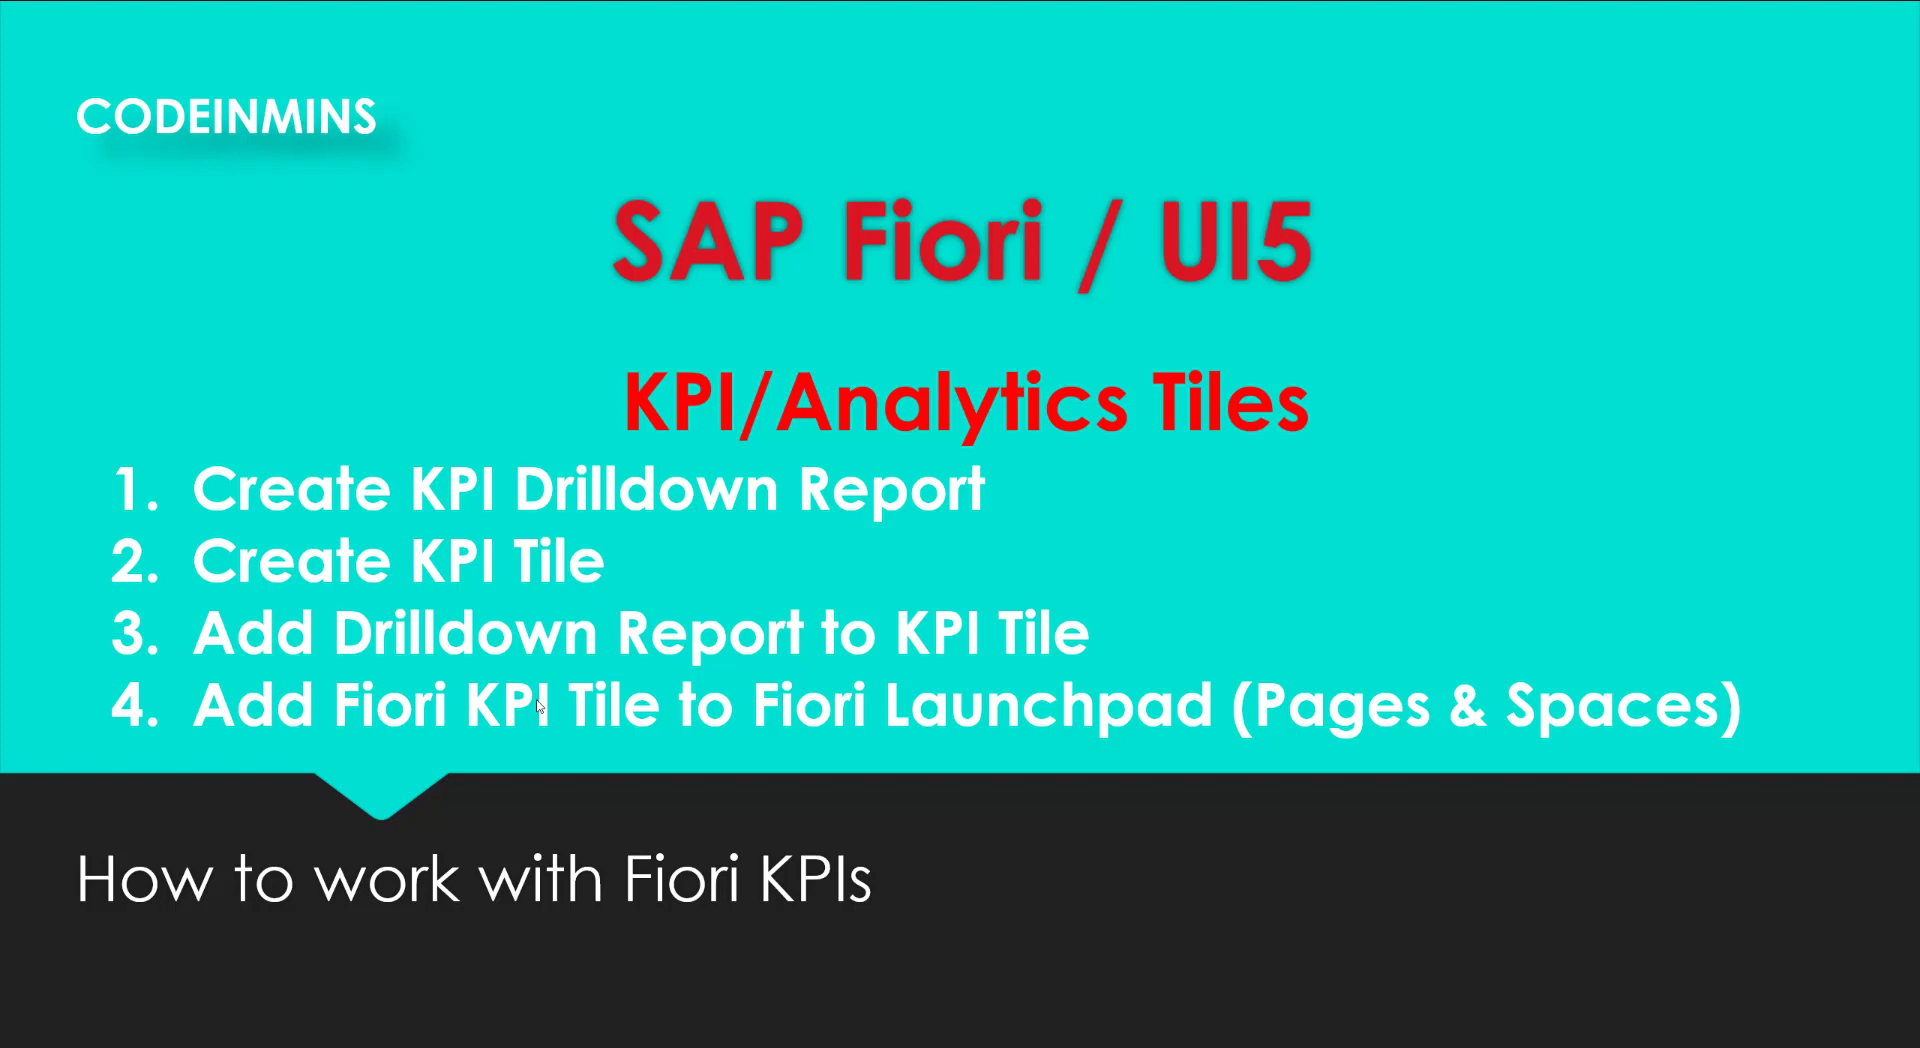 CODEINMINS
SAP Fiori / UI5
KPI/Analytics Tiles
1. Create KPI Drilldown Report
2. Create KPI Tile
3. Add Drilldown Report to KPI Tile
4. Add Fiori KPI Tile to Fiori Launchpad (Pages & Spaces)
How to work with Fiori KPIs